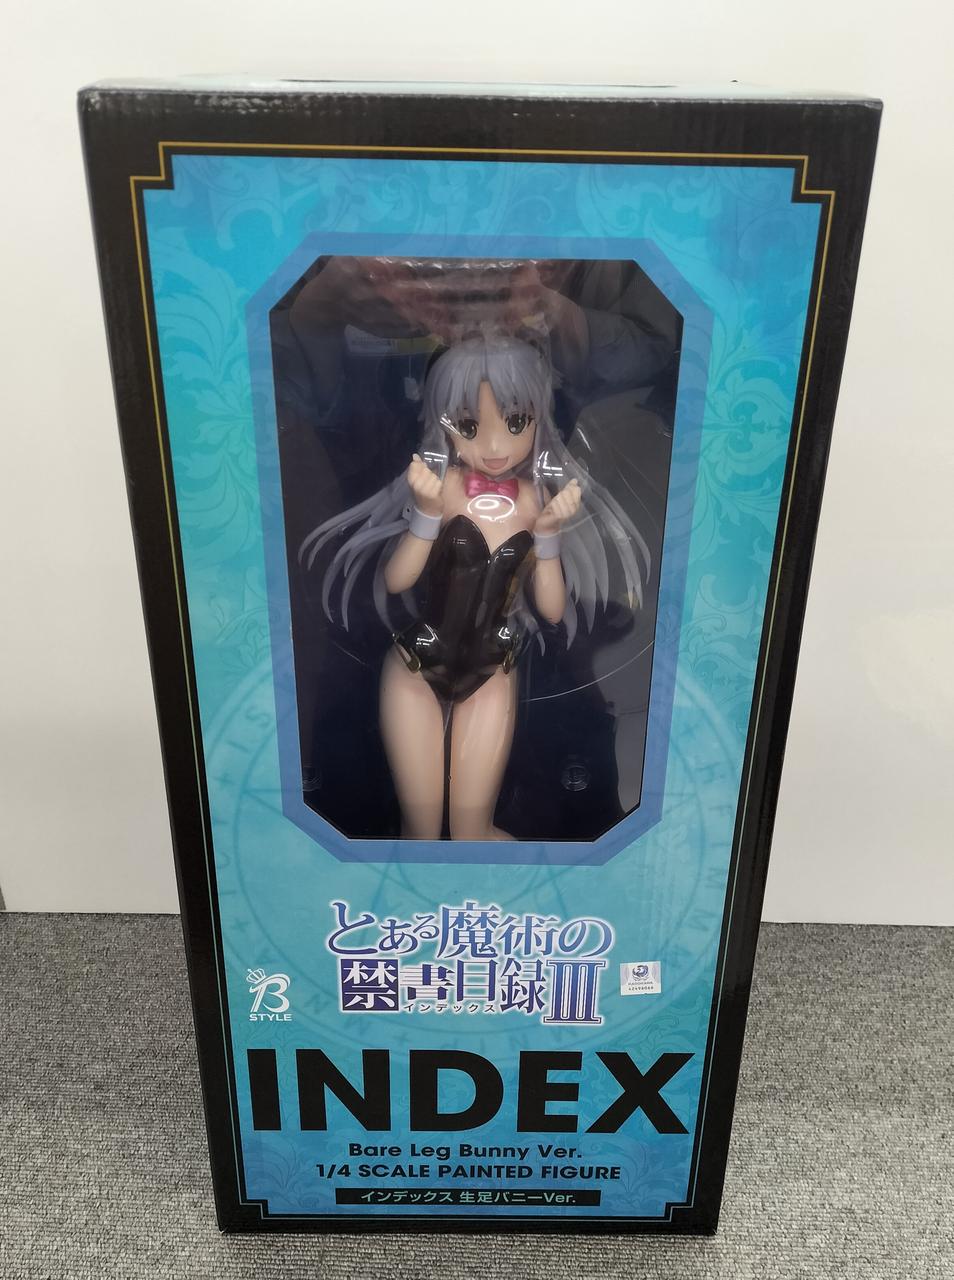 とある魔術の
禁書目録III
インデックス
B
STYLE
KADOKAWA
INDEX
Bare Leg Bunny Ver.
1/4 SCALE PAINTED FIGURE
インデックス 生足バニーVer.